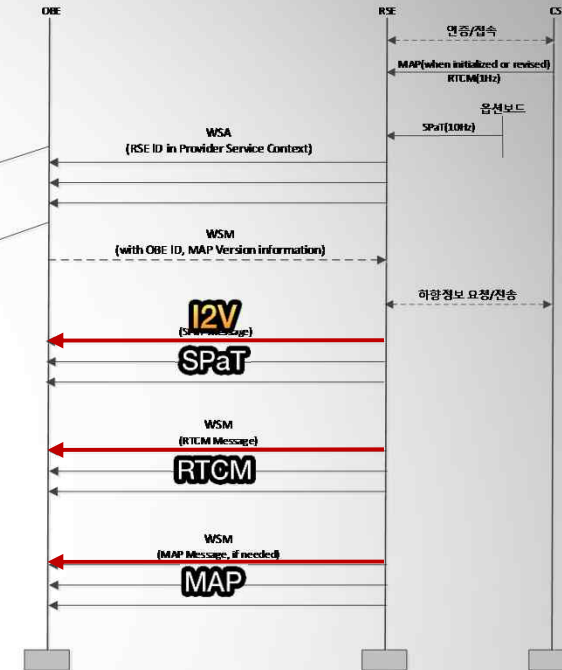 OBE
RSE
CS
인증/접속
MAP(when initialized or revised)
RTCM(1Hz)
옵션보드
SPaT(10Hz)
WSA
(RSE ID in Provider Service Context)
WSM
(with OBE ID, MAP Version information)
하향정보 요청/전송
I2V
SPaT
WSM
(RTCM Message)
RTCM
WSM
(MAP Message, if needed)
MAP